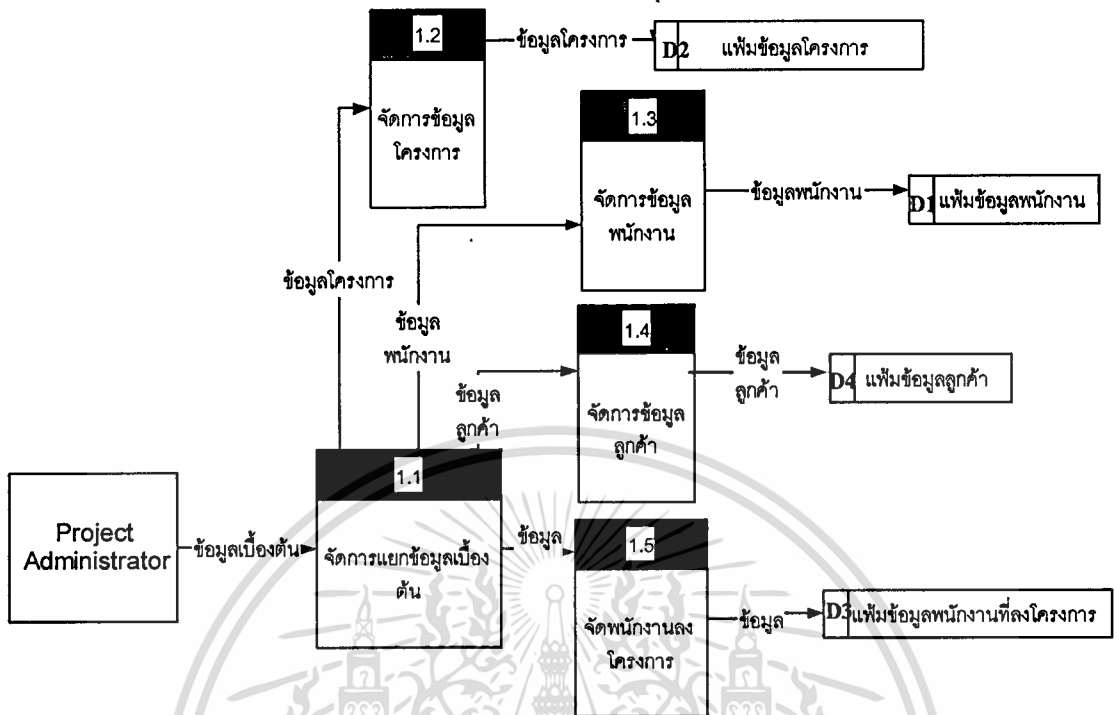 1.2
ข้อมูลโครงการ
D2 แฟ้มข้อมูลโครงการ
จัดการข้อมูล
โครงการ
1.3
จัดการข้อมูล
พนักงาน
ข้อมูลพนักงาน
D1 แฟ้มข้อมูลพนักงาน
ข้อมูลโครงการ
ข้อมูล
พนักงาน
1.4
จัดการข้อมูล
ลูกค้า
ข้อมูล
ลูกค้า
D4 แฟ้มข้อมูลลูกค้า
ข้อมูล
ลูกค้า
1.1
จัดการแยกข้อมูลเบื้อง
ต้น
Project
Administrator
ข้อมูลเบื้องต้น
ข้อมูล
1.5
จัดพนักงานลง
โครงการ
ข้อมูล
D3 แฟ้มข้อมูลพนักงานที่ลงโครงการ